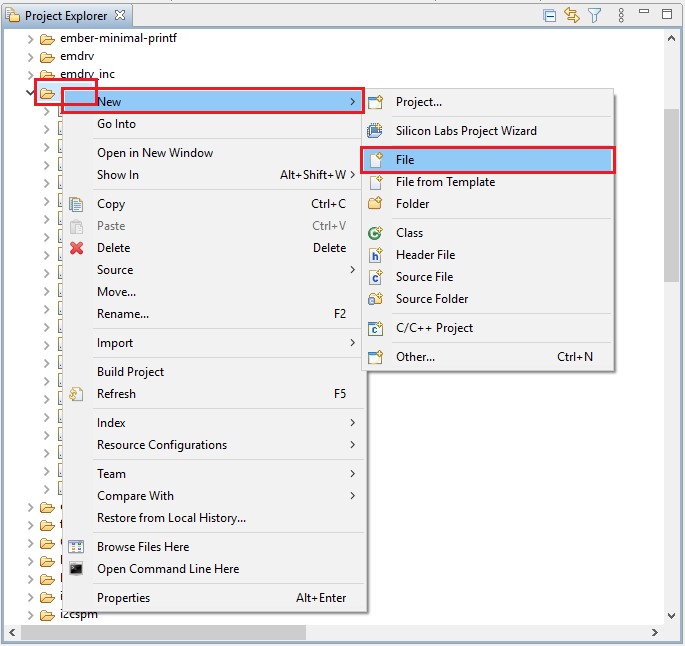 Project Explorer
ember-minimal-printf
emdrv
emdrv_inc
New
Go Into
Open in New Window
Show In Alt+Shift+W
Copy Ctrl+C
Paste Ctrl+V
Delete Delete
Source
Move...
Rename... F2
Import
Build Project
Refresh F5
Index
Resource Configurations
Team
Compare With
Restore from Local History...
Browse Files Here
Open Command Line Here
Properties Alt+Enter
Project...
Silicon Labs Project Wizard
File
File from Template
Folder
Class
Header File
Source File
Source Folder
C/C++ Project
Other... Ctrl+N
i2cspm